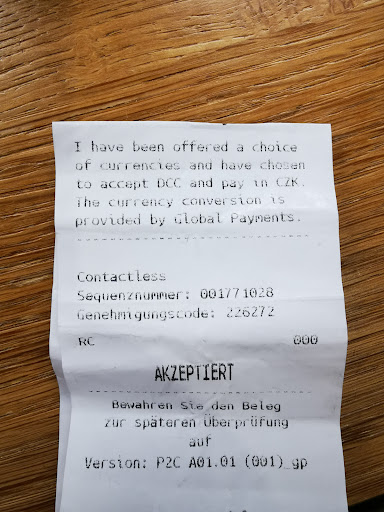 I have been offered a choice
of currencies and have chosen
to accept DCC and pay in CZK.
The currency conversion is
provided by Global Payments.
--------------------------------
Contactless
Sequenznummer: 001771028
Genehmigungscode: 226272
RC 000
AKZEPTIERT
--------------------------------
Bewahren Sie den Beleg
zur späteren Überprüfung
auf
Version: P2C A01.01 (001)_gp